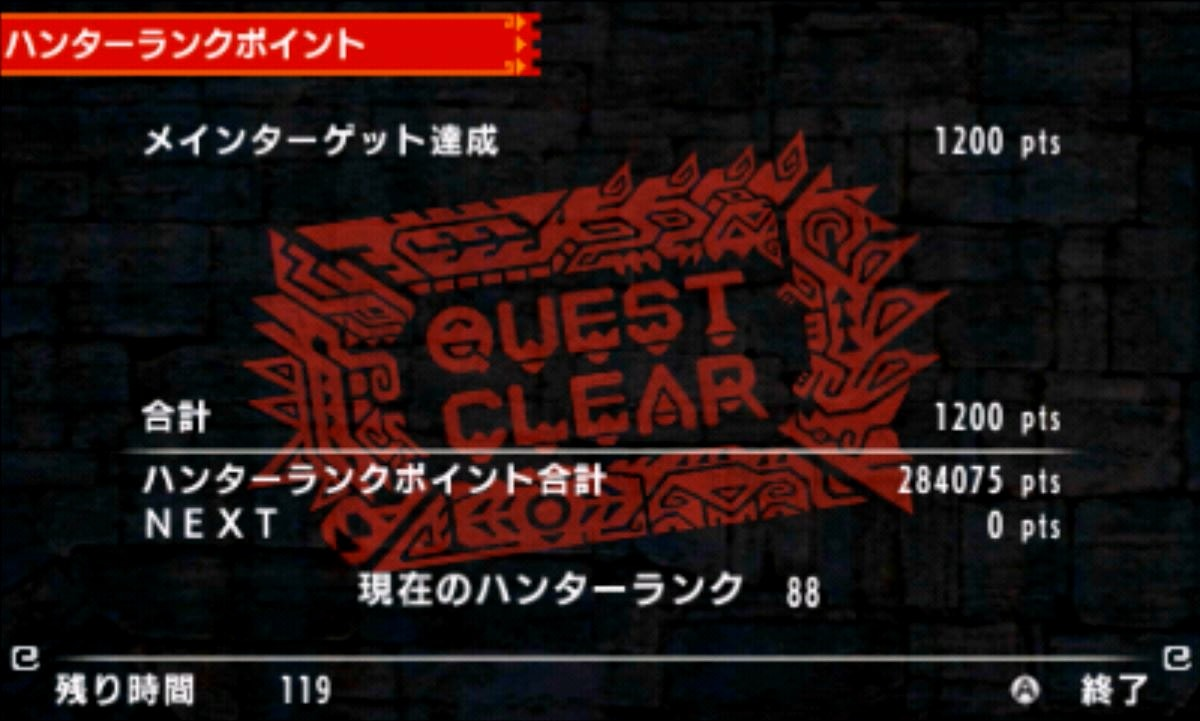 ハンターランクポイント
メインターゲット達成 1200 pts
QUEST
CLEAR
合計 1200 pts
ハンターランクポイント合計 284075 pts
NEXT 0 pts
現在のハンターランク 88
残り時間 119 A 終了